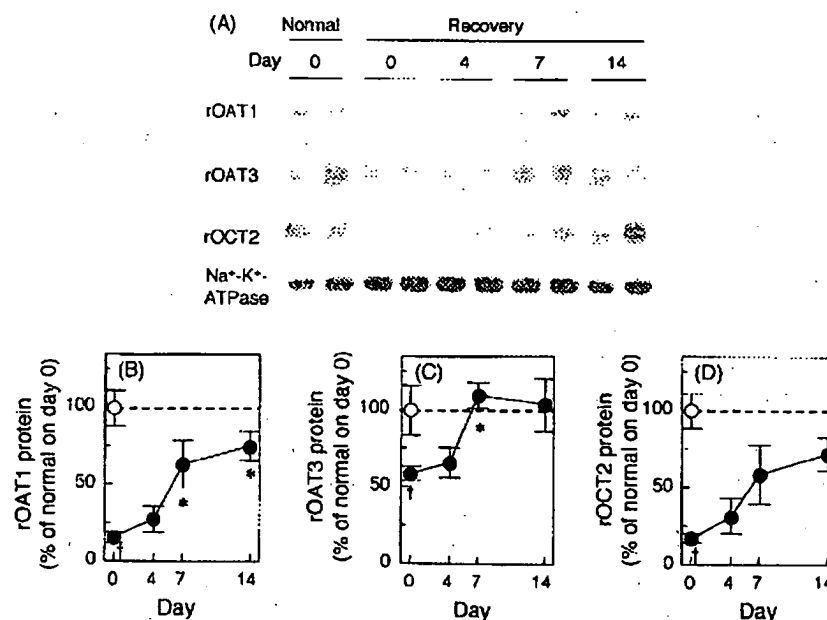 (A) Normal Recovery
Day 0 0 4 7 14
rOAT1
rOAT3
rOCT2
Na⁺-K⁺-
ATPase
(B)
rOAT1 protein
(% of normal on day 0)
100
50
0
†
*
*
0 4 7 14
Day
(C)
rOAT3 protein
(% of normal on day 0)
100
50
0
†
*
0 4 7 14
Day
(D)
rOCT2 protein
(% of normal on day 0)
100
50
0
†
0 4 7 14
Day